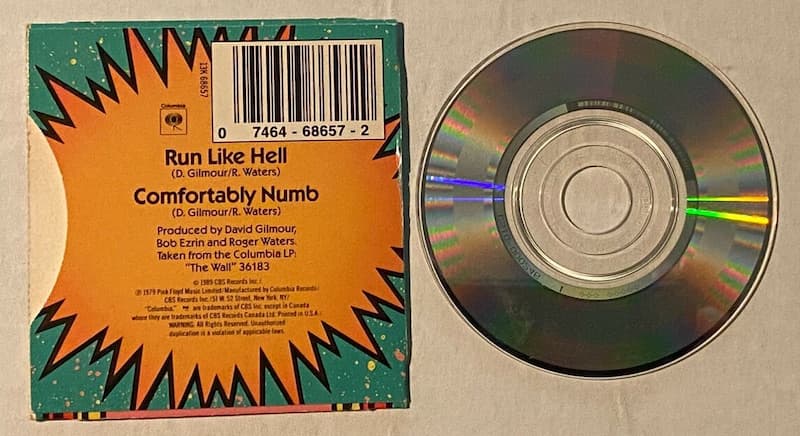 13K 68657
0 7464 - 68657 - 2
Columbia
Run Like Hell
(D. Gilmour/R. Waters)
Comfortably Numb
(D. Gilmour/R. Waters)
Produced by David Gilmour,
Bob Ezrin and Roger Waters.
Taken from the Columbia LP:
"The Wall" 36183
© 1989 CBS Records Inc./
℗ 1979 Pink Floyd Music Limited/Manufactured by Columbia Records/
CBS Records Inc./51 W. 52 Street, New York, NY/
"Columbia," are trademarks of CBS Inc. except in Canada
where they are trademarks of CBS Records Canada Ltd. Printed in U.S.A./
WARNING: All Rights Reserved. Unauthorized
duplication is a violation of applicable laws.